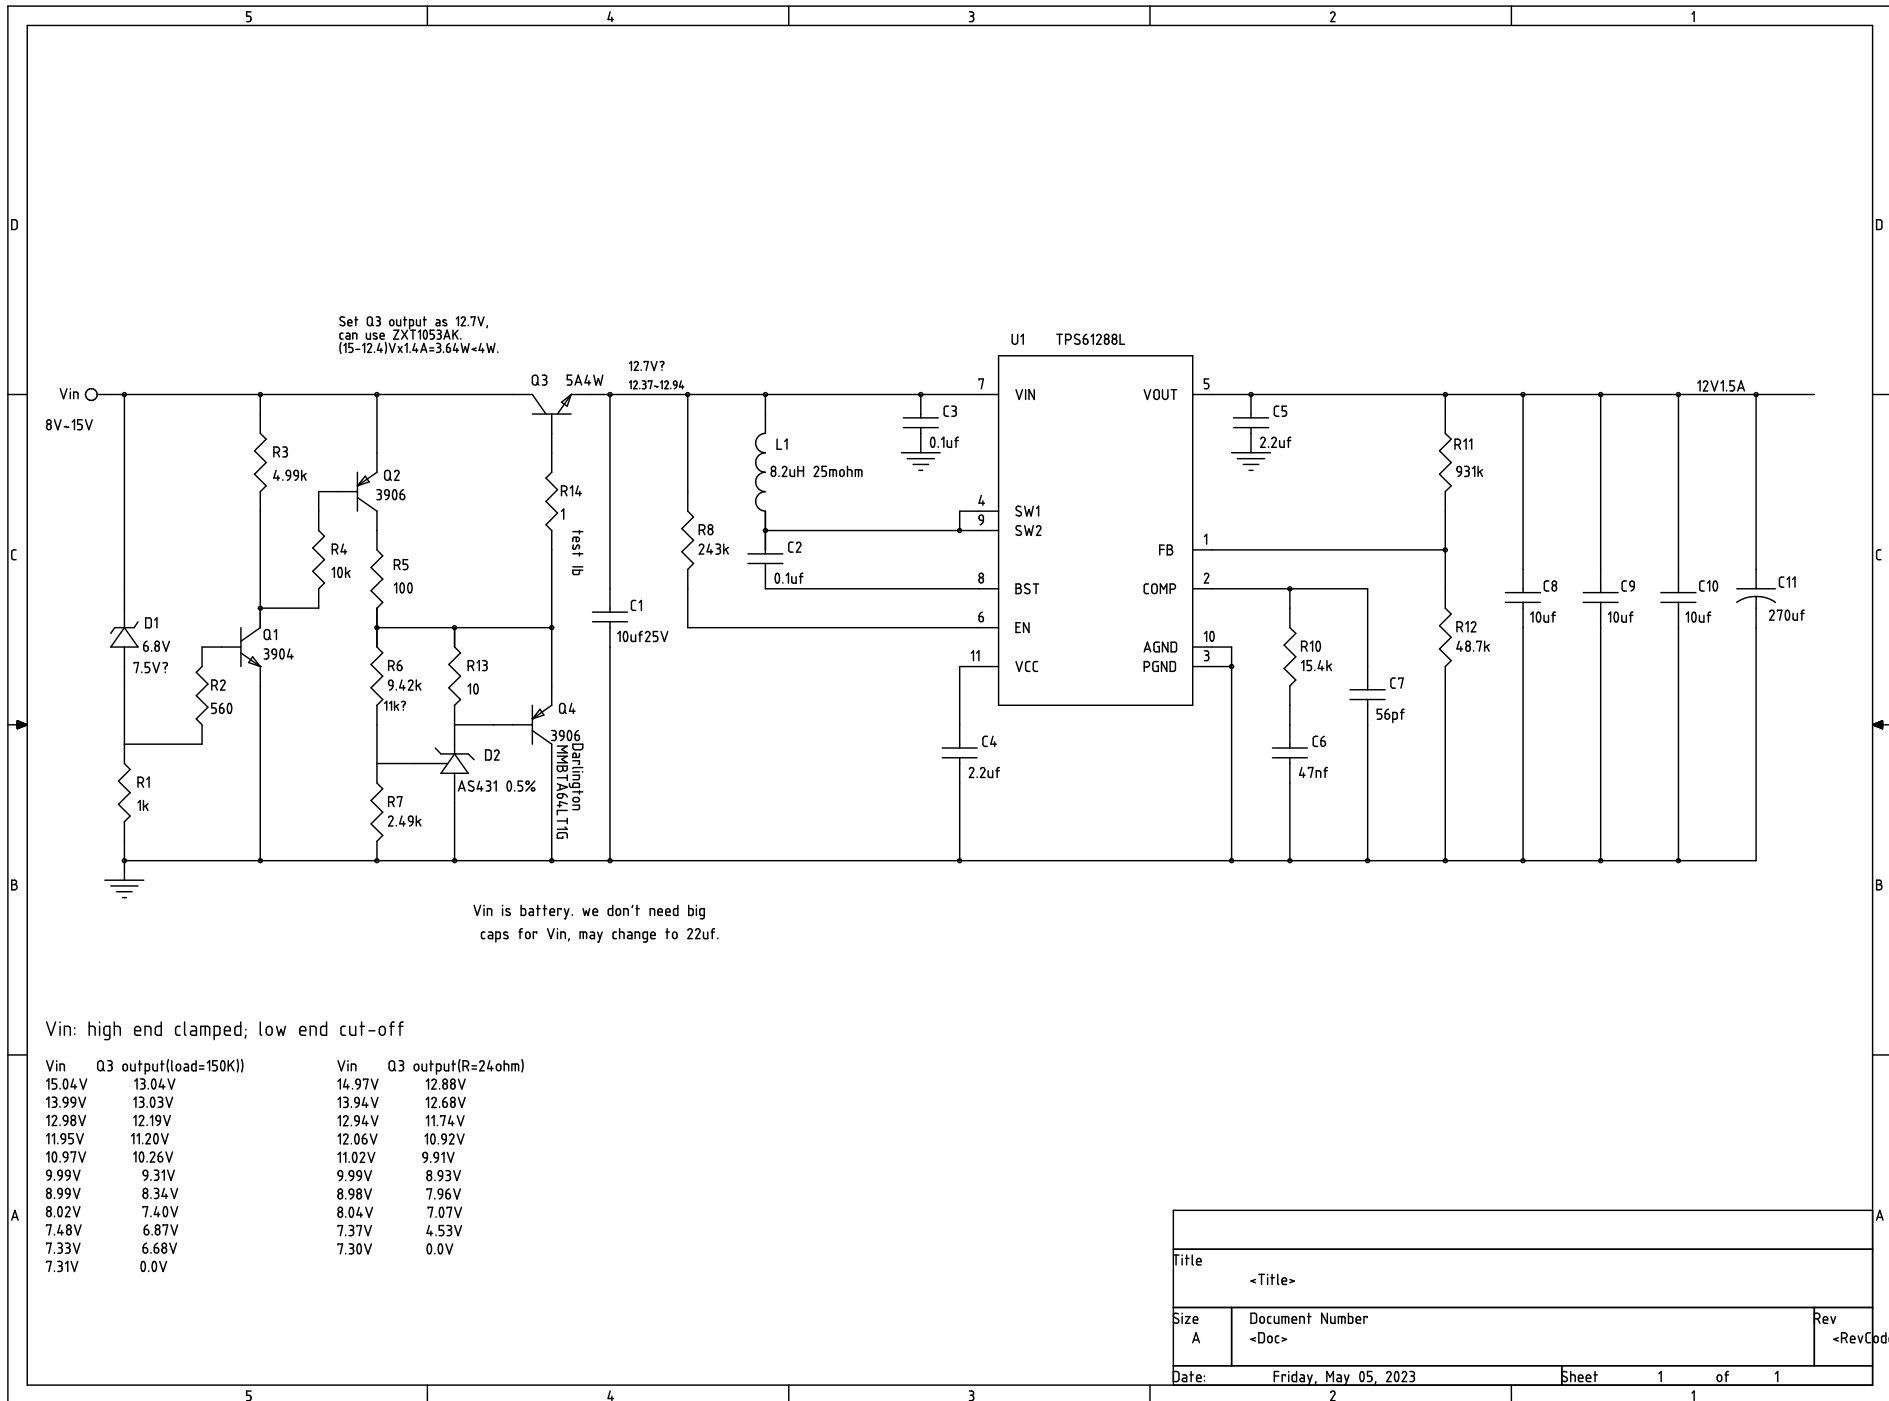 5 4 3 2 1
D D
Set Q3 output as 12.7V,
can use ZXT1053AK.
(15-12.4)Vx1.4A=3.64W<4W.
U1 TPS61288L
12.7V?
12.37~12.94
Q3 5A4W
Vin
8V~15V
7 VIN
VOUT 5
12V1.5A
C3
0.1uf
C5
2.2uf
R3
4.99k
Q2
3906
R14
1
test Ib
L1
8.2uH 25mohm
R11
931k
4 SW1
9 SW2
R8
243k
C2
0.1uf
FB 1
C C
R4
10k
R5
100
8 BST
COMP 2
C8
10uf
C9
10uf
C10
10uf
C11
270uf
C1
10uf25V
6 EN
D1
6.8V
7.5V?
Q1
3904
R12
48.7k
AGND 10
PGND 3
R10
15.4k
11 VCC
R6
9.42k
11k?
R13
10
R2
560
C7
56pf
Q4
3906
Darlington
MMBTA64LT1G
D2
AS431 0.5%
C4
2.2uf
C6
47nf
R1
1k
R7
2.49k
B B
Vin is battery. we don't need big
caps for Vin, may change to 22uf.
Vin: high end clamped; low end cut-off
Vin Q3 output(load=150K)) Vin Q3 output(R=24ohm)
15.04V 13.04V 14.97V 12.88V
13.99V 13.03V 13.94V 12.68V
12.98V 12.19V 12.94V 11.74V
11.95V 11.20V 12.06V 10.92V
10.97V 10.26V 11.02V 9.91V
9.99V 9.31V 9.99V 8.93V
8.99V 8.34V 8.98V 7.96V
8.02V 7.40V 8.04V 7.07V
7.48V 6.87V 7.37V 4.53V
7.33V 6.68V 7.30V 0.0V
7.31V 0.0V
A A
Title
<Title>
Size Document Number Rev
A <Doc> <RevCod
Date: Friday, May 05, 2023 Sheet 1 of 1
5 4 3 2 1